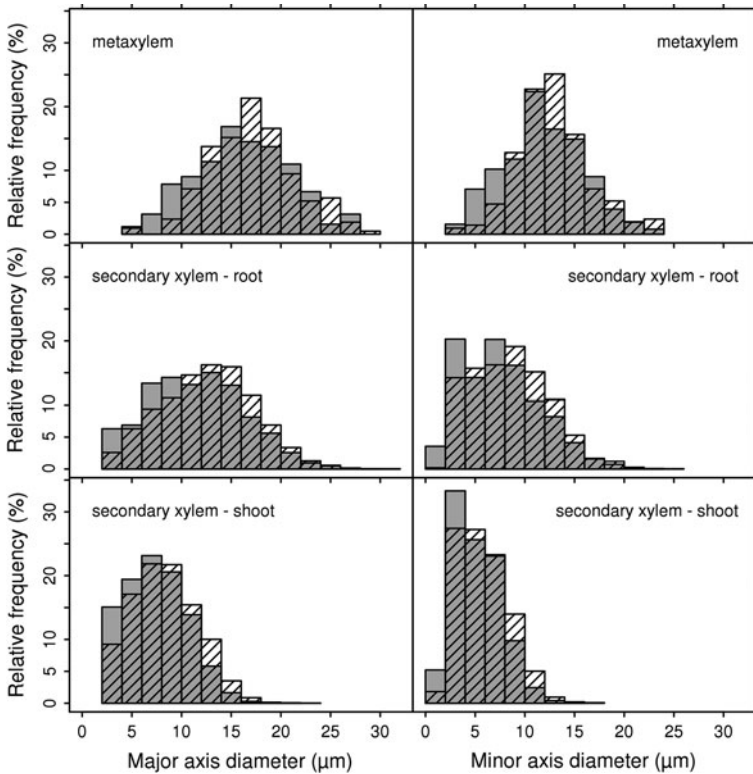 Relative frequency (%)
30
20
10
5
0
metaxylem
metaxylem
Relative frequency (%)
30
20
10
5
0
secondary xylem - root
secondary xylem - root
Relative frequency (%)
30
20
10
5
0
secondary xylem - shoot
secondary xylem - shoot
0 5 10 15 20 25 30
0 5 10 15 20 25 30
Major axis diameter (μm)
Minor axis diameter (μm)